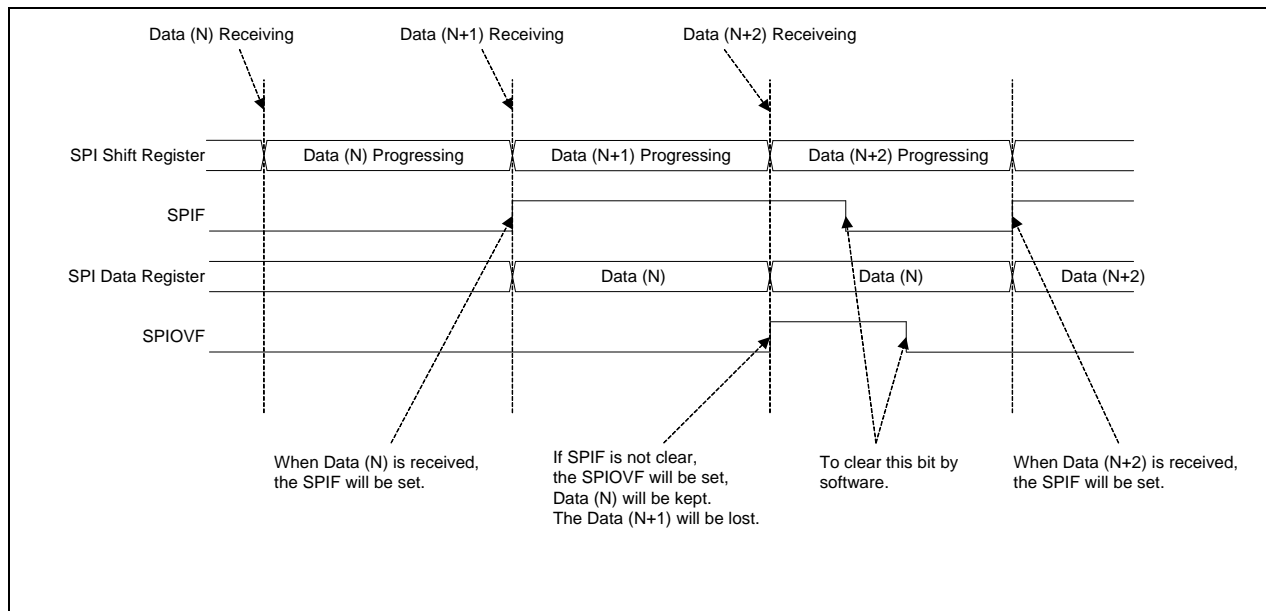 Data (N) Receiving
Data (N+1) Receiving
Data (N+2) Receiveing
SPI Shift Register
Data (N) Progressing
Data (N+1) Progressing
Data (N+2) Progressing
SPIF
SPI Data Register
Data (N)
Data (N)
Data (N+2)
SPIOVF
When Data (N) is received,
the SPIF will be set.
If SPIF is not clear,
the SPIOVF will be set,
Data (N) will be kept.
The Data (N+1) will be lost.
To clear this bit by
software.
When Data (N+2) is received,
the SPIF will be set.